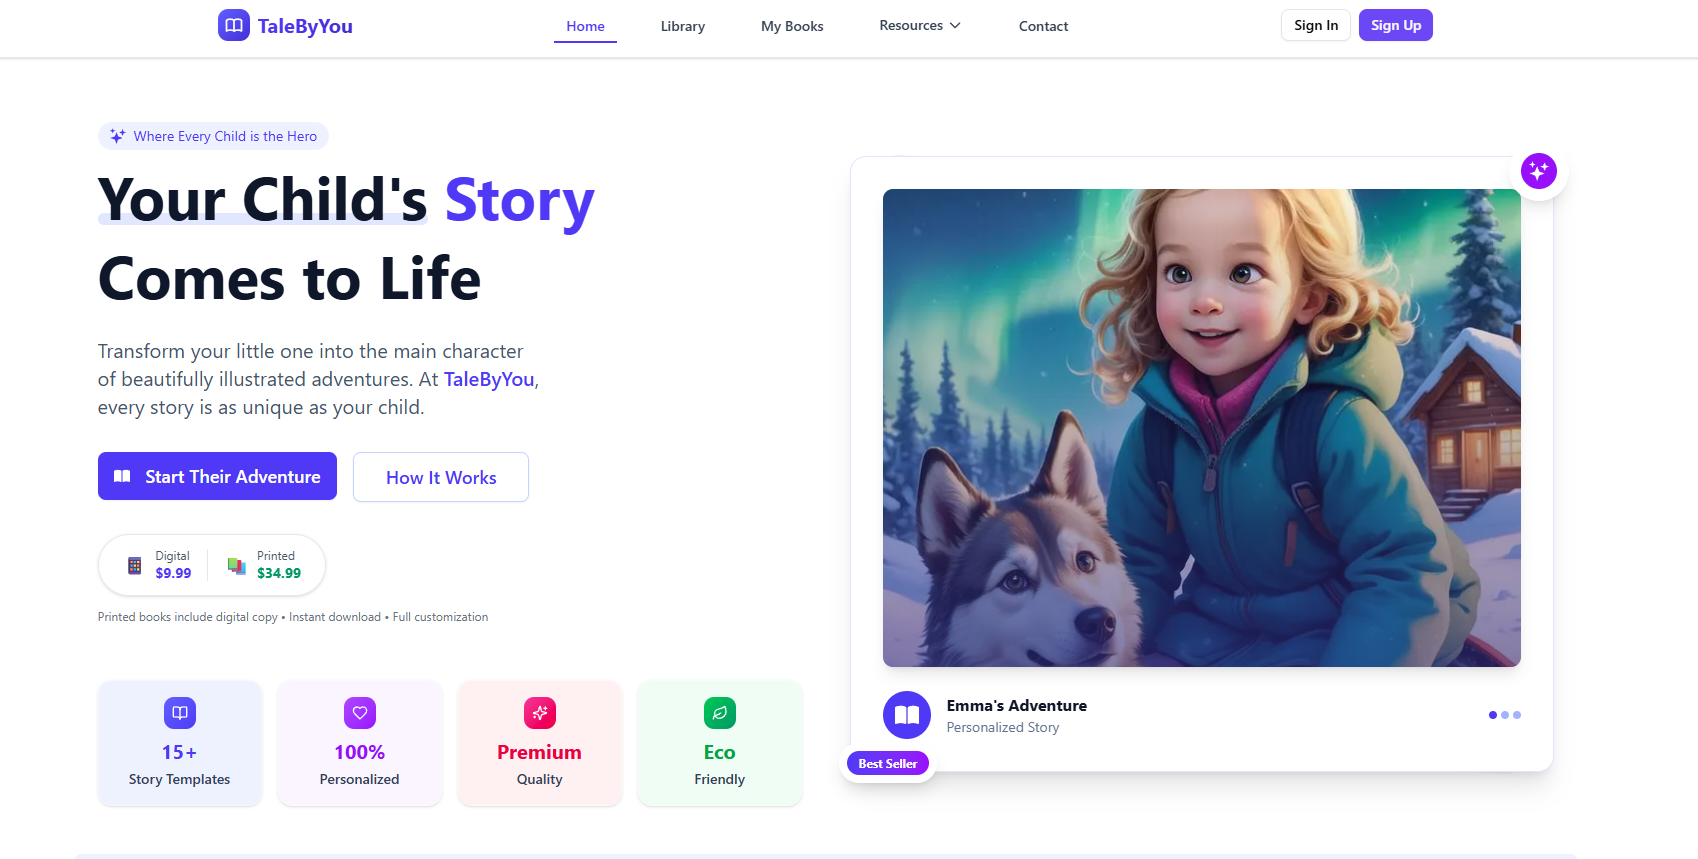 TaleByYou
Home
Library
My Books
Resources
Contact
Sign In
Sign Up
Where Every Child is the Hero
Your Child's Story
Comes to Life
Transform your little one into the main character
of beautifully illustrated adventures. At TaleByYou,
every story is as unique as your child.
Start Their Adventure
How It Works
Digital
$9.99
Printed
$34.99
Printed books include digital copy • Instant download • Full customization
15+
Story Templates
100%
Personalized
Premium
Quality
Eco
Friendly
Emma's Adventure
Personalized Story
Best Seller